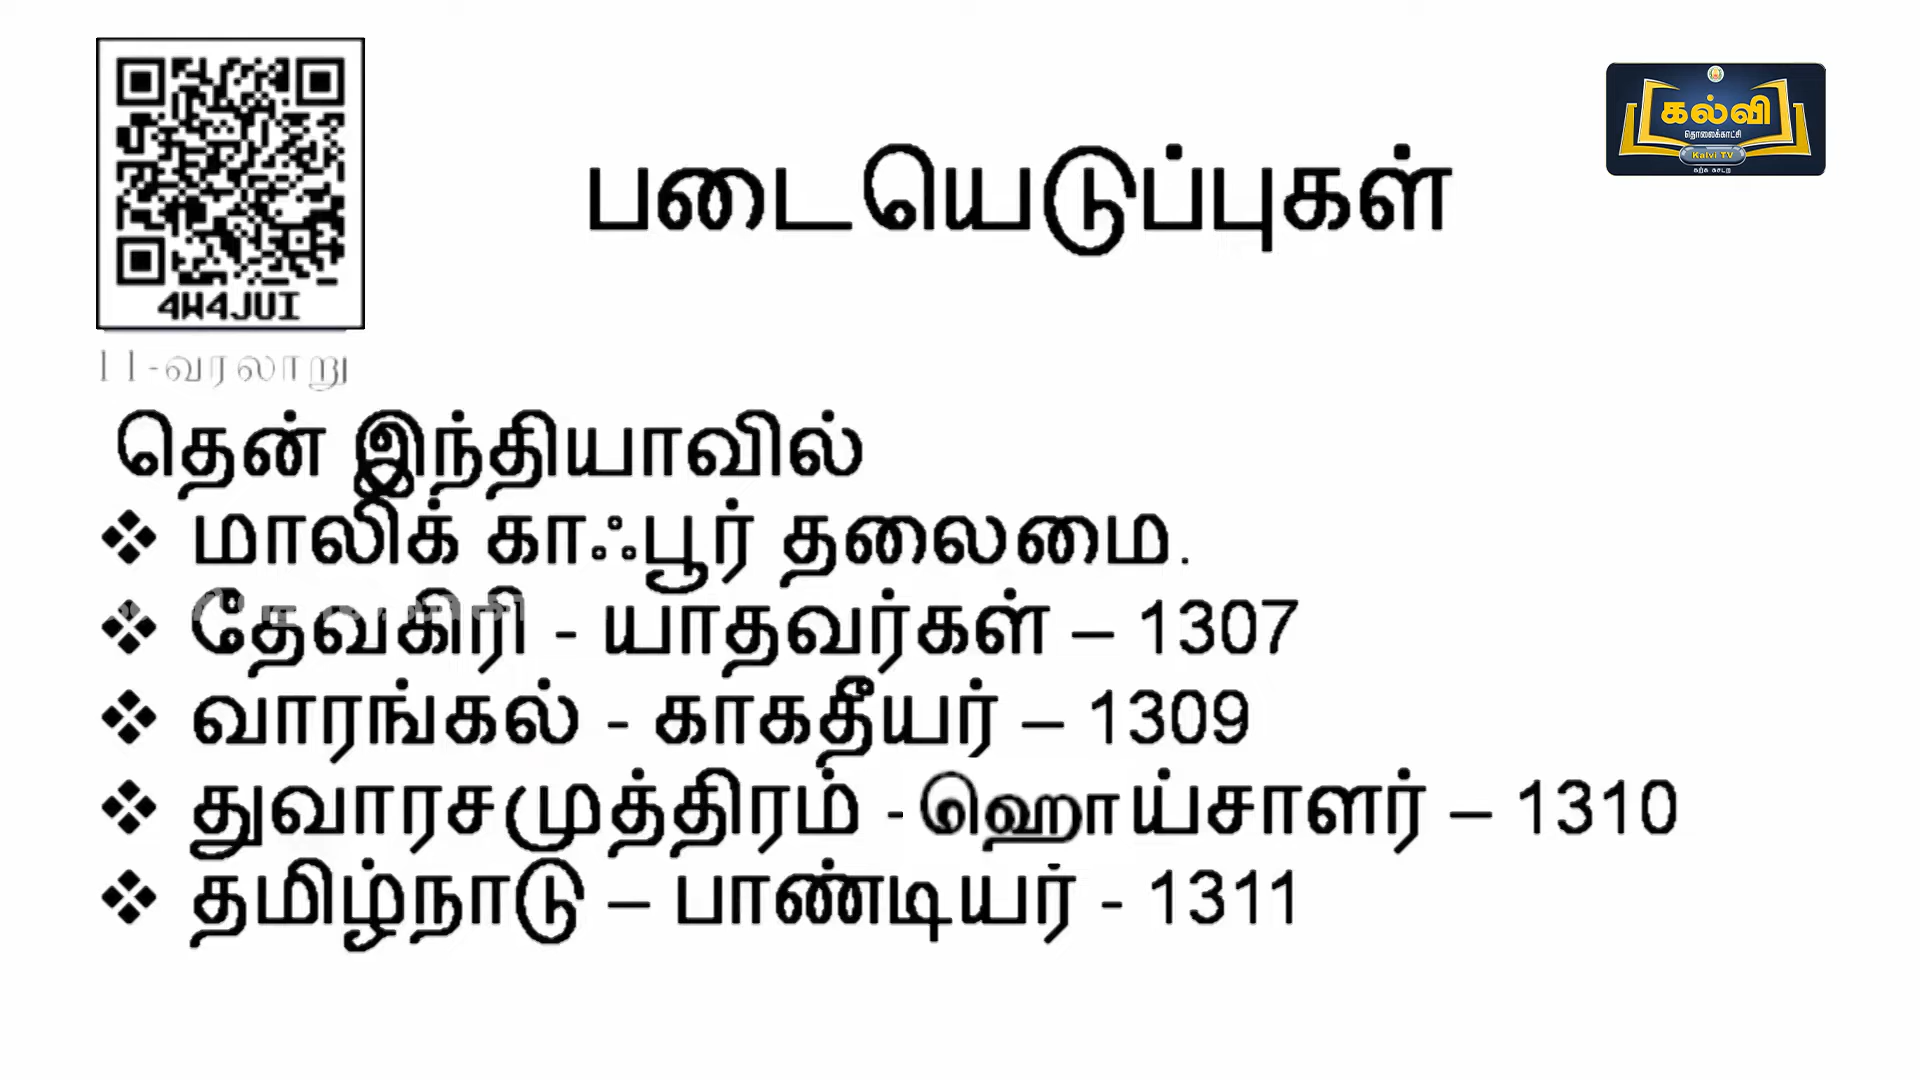 4W4JUI
கல்வி
தொலைக்காட்சி
Kalvi TV
படையெடுப்புகள்
11-வரலாறு
தென் இந்தியாவில்
❖ மாலிக் காஃபூர் தலைமை.
❖ தேவகிரி - யாதவர்கள் – 1307
❖ வாரங்கல் - காகதீயர் – 1309
❖ துவாரசமுத்திரம் - ஹொய்சாளர் – 1310
❖ தமிழ்நாடு – பாண்டியர் - 1311